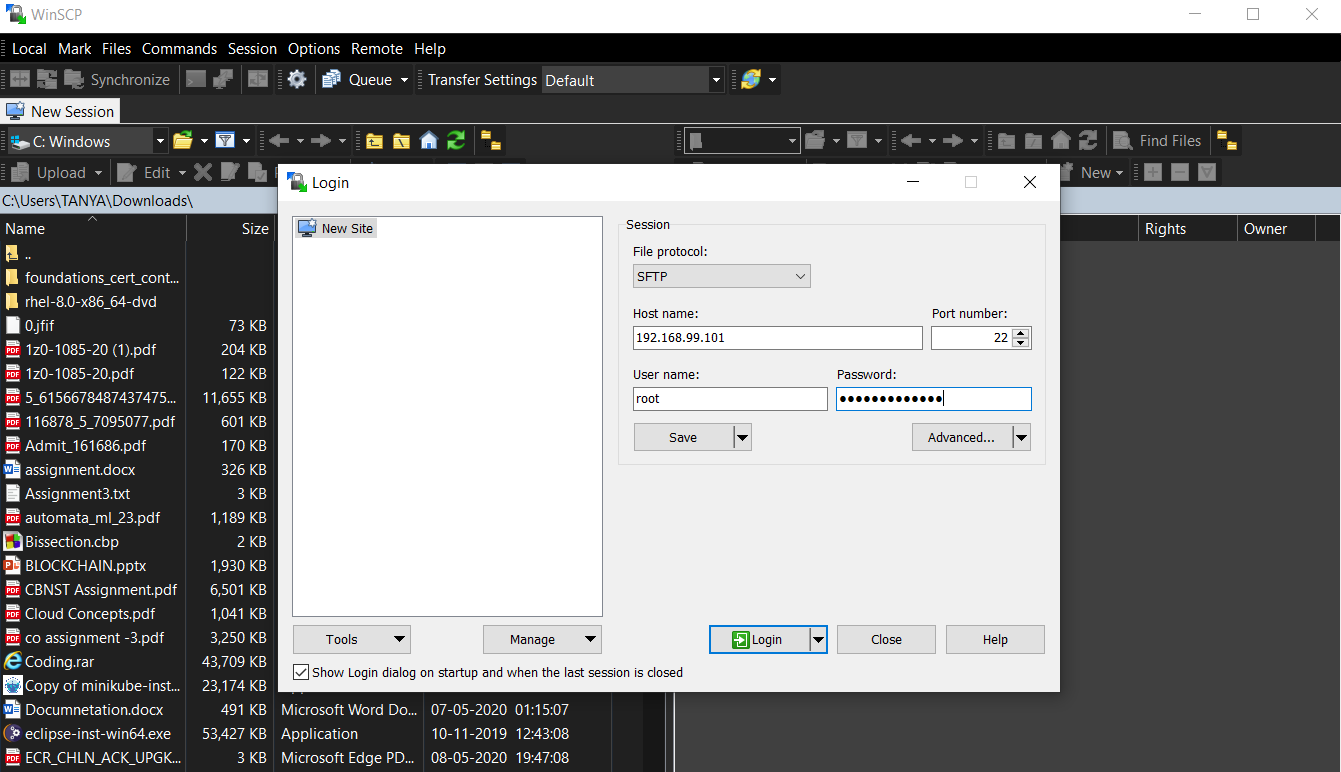 WinSCP
Local Mark Files Commands Session Options Remote Help
Synchronize Queue Transfer Settings Default
New Session
C: Windows Find Files
Upload Edit New
C:\Users\TANYA\Downloads\
Name Size Rights Owner
..
foundations_cert_cont...
rhel-8.0-x86_64-dvd
0.jfif 73 KB
1z0-1085-20 (1).pdf 204 KB
1z0-1085-20.pdf 122 KB
5_6156678487437475... 11,655 KB
116878_5_7095077.pdf 601 KB
Admit_161686.pdf 170 KB
assignment.docx 326 KB
Assignment3.txt 3 KB
automata_ml_23.pdf 1,189 KB
Bissection.cbp 2 KB
BLOCKCHAIN.pptx 1,930 KB
CBNST Assignment.pdf 6,501 KB
Cloud Concepts.pdf 1,041 KB
co assignment -3.pdf 3,250 KB
Coding.rar 43,709 KB
Copy of minikube-inst... 23,174 KB
Documnetation.docx 491 KB Microsoft Word Do... 07-05-2020 01:15:07
eclipse-inst-win64.exe 53,427 KB Application 10-11-2019 12:43:08
ECR_CHLN_ACK_UPGK... 3 KB Microsoft Edge PD... 08-05-2020 19:47:08
Login
New Site
Session
File protocol:
SFTP
Host name: Port number:
192.168.99.101 22
User name: Password:
root ●●●●●●●●●●●●●
Save Advanced...
Tools Manage Login Close Help
Show Login dialog on startup and when the last session is closed